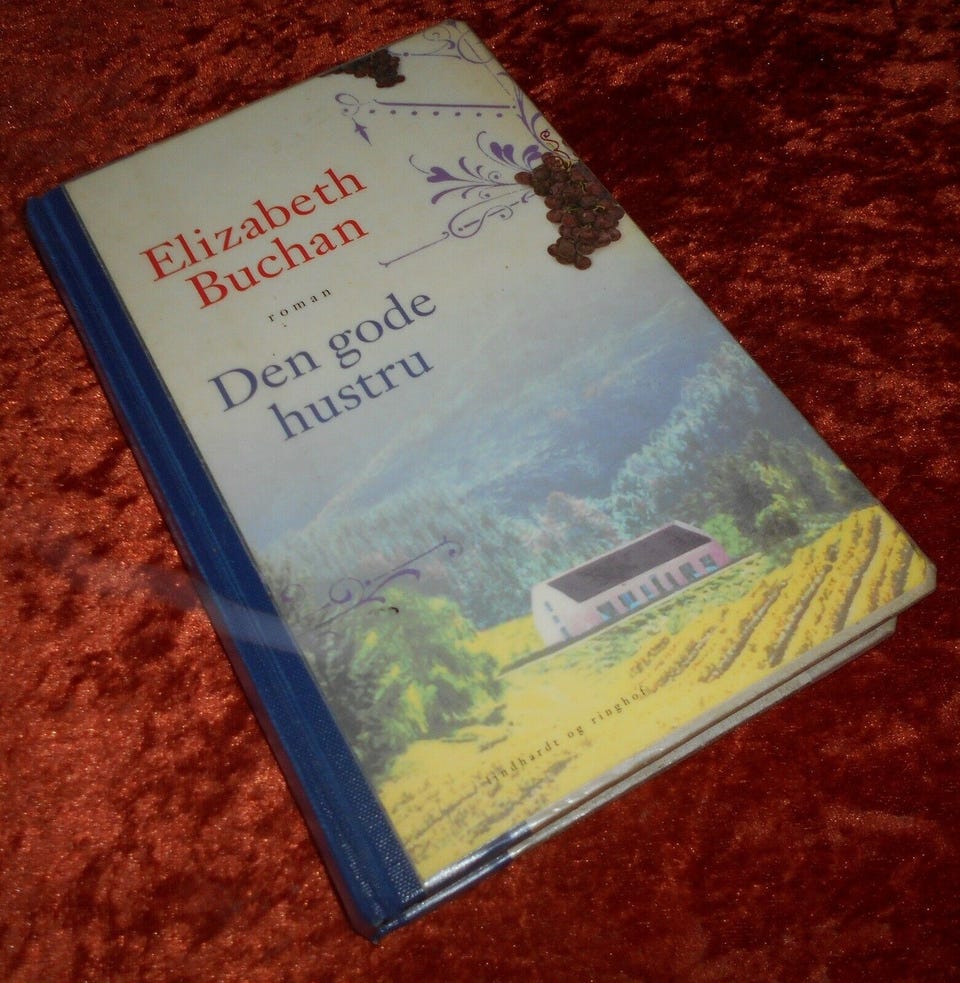 Elizabeth
Buchan
roman
Den gode
hustru
lindhardt og ringhof